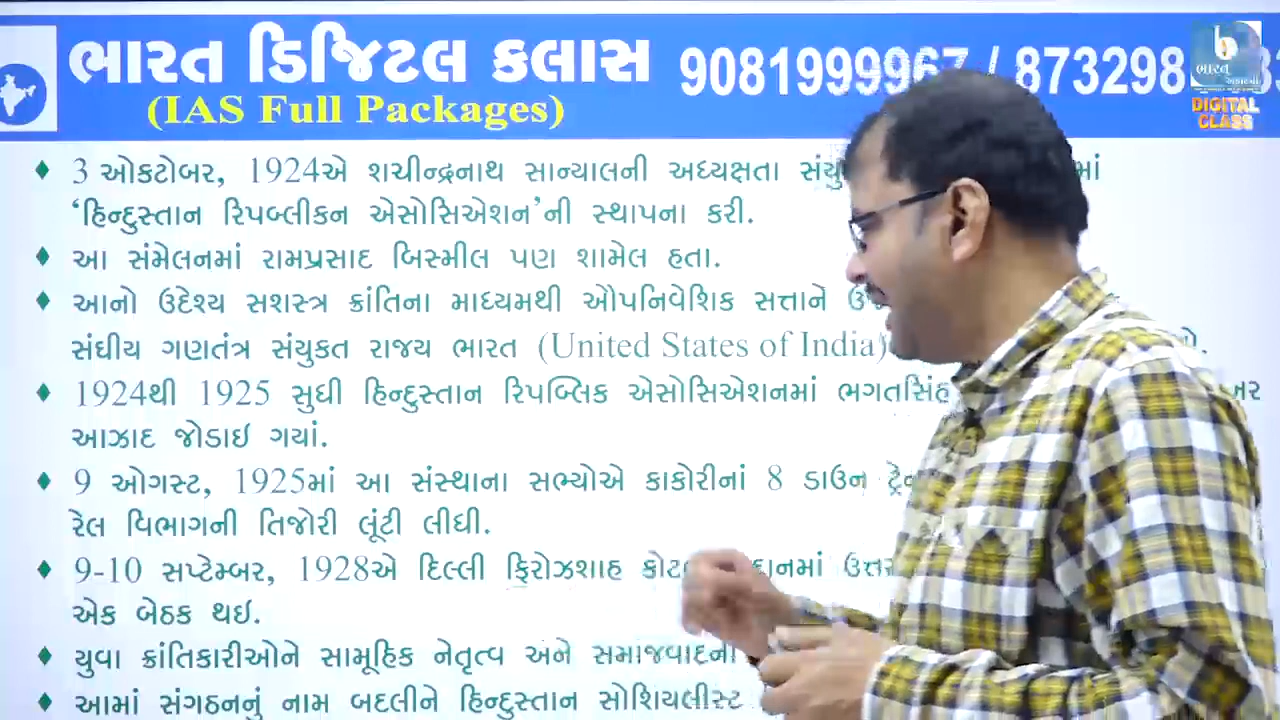 ભારત ડિજિટલ ક્લાસ 9081999967 / 873298
(IAS Full Packages)
ભારત
DIGITAL
CLASS
♦ 3 ઓકટોબર, 1924એ શચીન્દ્રનાથ સાન્યાલની અધ્યક્ષતા
'હિન્દુસ્તાન રિપબ્લીકન એસોસિએશન'ની સ્થાપના કરી.
♦ આ સંમેલનમાં રામપ્રસાદ બિસ્મીલ પણ શામેલ હતા.
♦ આનો ઉદેશ્ય સશસ્ત્ર ક્રાંતિના માધ્યમથી ઔપનિવેશિક સત્તાને
સંઘીય ગણતંત્ર સંયુકત રાજય ભારત (United States of India)
♦ 1924થી 1925 સુધી હિન્દુસ્તાન રિપબ્લિક એસોસિએશનમાં ભગતસિંહ
આઝાદ જોડાઇ ગયાં.
♦ 9 ઓગસ્ટ, 1925માં આ સંસ્થાના સભ્યોએ કાકોરીનાં 8 ડાઉન
રેલ વિભાગની તિજોરી લૂંટી લીધી.
♦ 9-10 સપ્ટેમ્બર, 1928એ દિલ્લી ફિરોઝશાહ
એક બેઠક થઇ.
♦ યુવા ક્રાંતિકારીઓને સામૂહિક નેતૃત્વ અને સમાજવાદની
♦ આમાં સંગઠનનું નામ બદલીને હિન્દુસ્તાન સોશિયલીસ્ટ